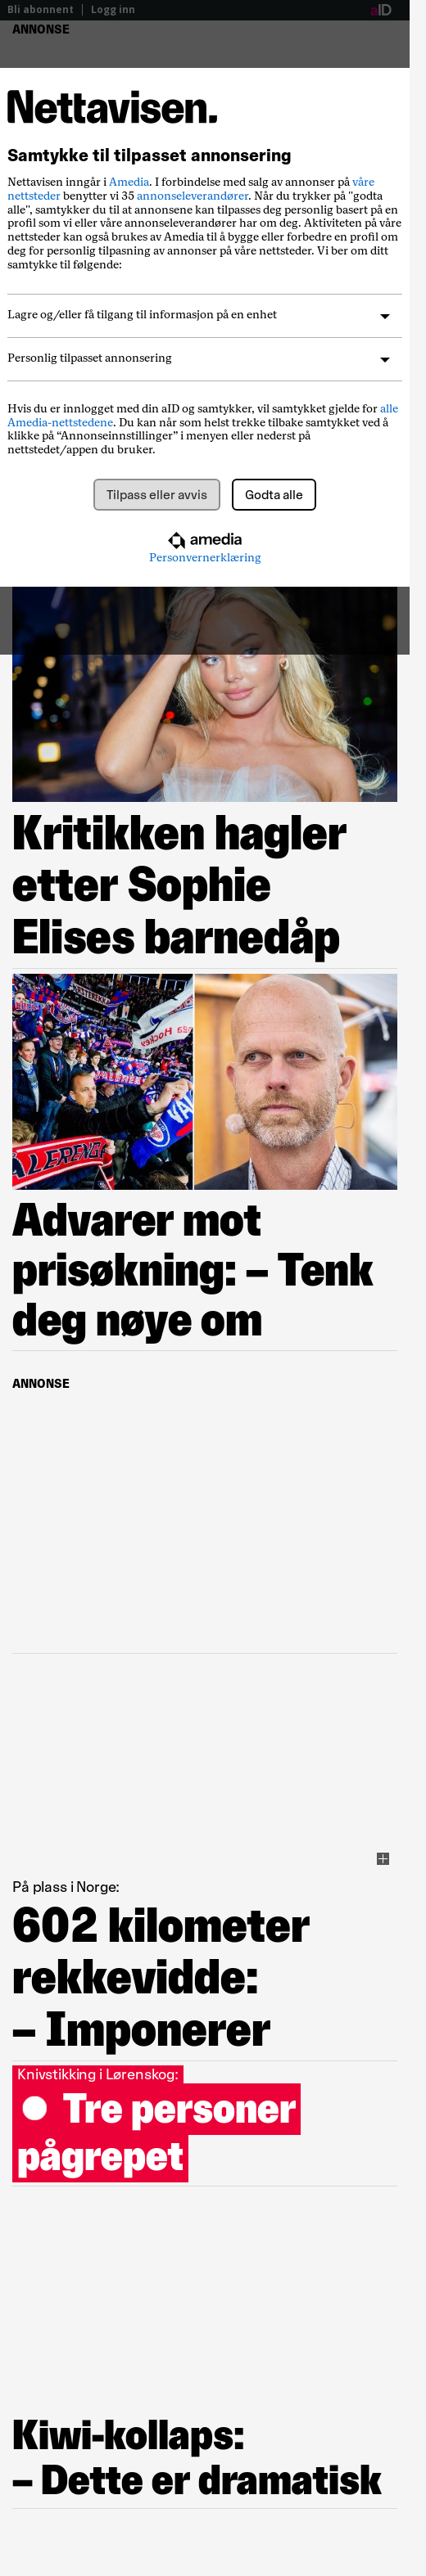 Bli abonnent | Logg inn
aID
ANNONSE
Nettavisen.
Samtykke til tilpasset annonsering
Nettavisen inngår i Amedia. I forbindelse med salg av annonser på våre
nettsteder benytter vi 35 annonseleverandører. Når du trykker på "godta
alle", samtykker du til at annonsene kan tilpasses deg personlig basert på en
profil som vi eller våre annonseleverandører har om deg. Aktiviteten på våre
nettsteder kan også brukes av Amedia til å bygge eller forbedre en profil om
deg for personlig tilpasning av annonser på våre nettsteder. Vi ber om ditt
samtykke til følgende:
Lagre og/eller få tilgang til informasjon på en enhet
Personlig tilpasset annonsering
Hvis du er innlogget med din aID og samtykker, vil samtykket gjelde for alle
Amedia-nettstedene. Du kan når som helst trekke tilbake samtykket ved å
klikke på “Annonseinnstillinger” i menyen eller nederst på
nettstedet/appen du bruker.
Tilpass eller avvis
Godta alle
amedia
Personvernerklæring
Kritikken hagler
etter Sophie
Elises barnedåp
Advarer mot
prisøkning: – Tenk
deg nøye om
ANNONSE
På plass i Norge:
602 kilometer
rekkevidde:
– Imponerer
Knivstikking i Lørenskog:
Tre personer
pågrepet
Kiwi-kollaps:
– Dette er dramatisk